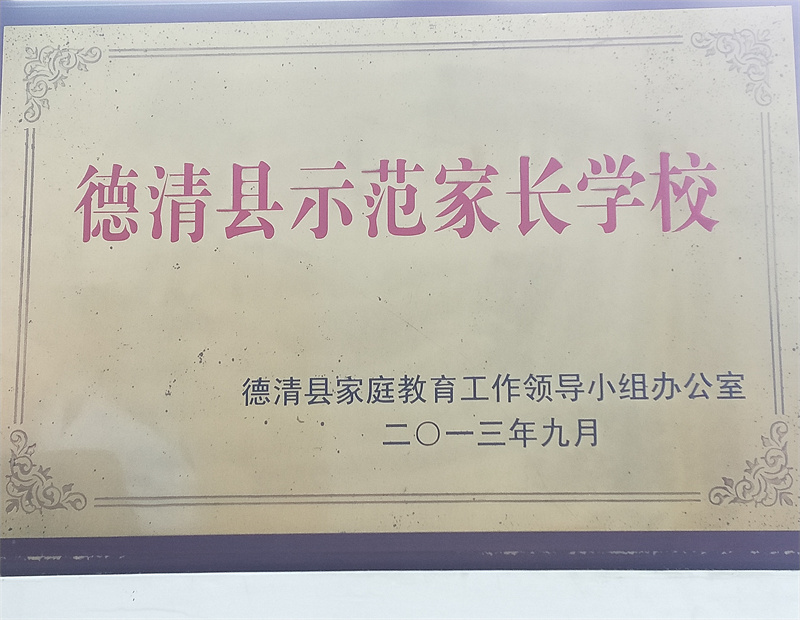 德清县示范家长学校
德清县家庭教育工作领导小组办公室
二〇一三年九月